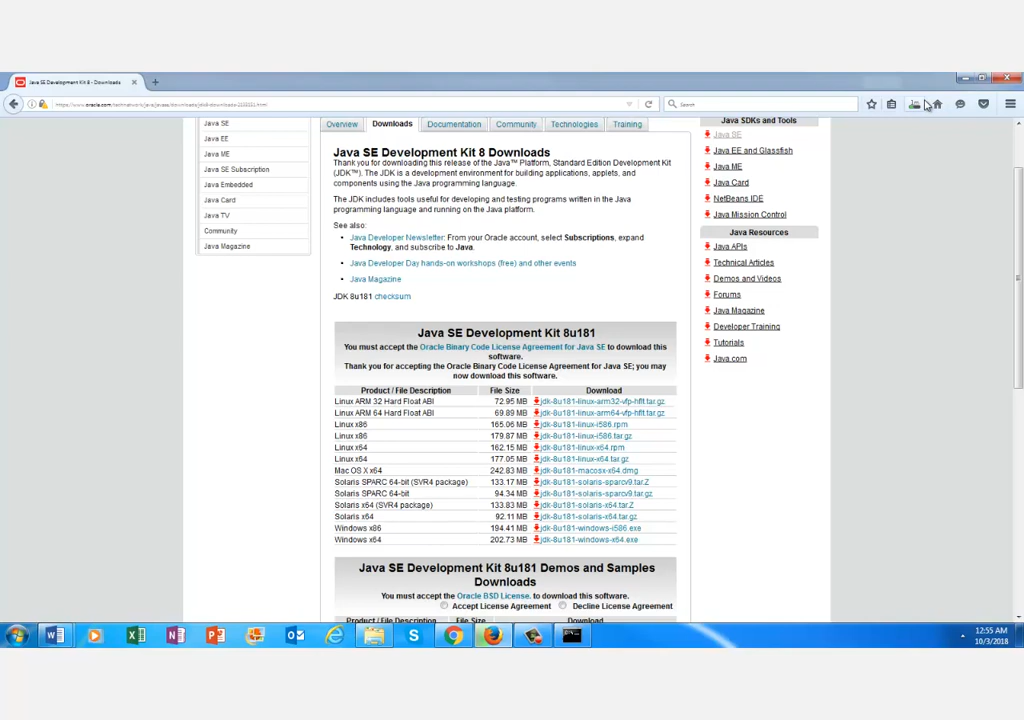 Java SE Development Kit 8 - Downloads
https://www.oracle.com/technetwork/java/javase/downloads/jdk8-downloads-2133151.html
Search
Java SE
Java EE
Java ME
Java SE Subscription
Java Embedded
Java Card
Java TV
Community
Java Magazine
Overview
Downloads
Documentation
Community
Technologies
Training
Java SE Development Kit 8 Downloads
Thank you for downloading this release of the Java™ Platform, Standard Edition Development Kit
(JDK™). The JDK is a development environment for building applications, applets, and
components using the Java programming language.
The JDK includes tools useful for developing and testing programs written in the Java
programming language and running on the Java platform.
See also:
Java Developer Newsletter: From your Oracle account, select Subscriptions, expand
Technology, and subscribe to Java.
Java Developer Day hands-on workshops (free) and other events
Java Magazine
JDK 8u181 checksum
Java SE Development Kit 8u181
You must accept the Oracle Binary Code License Agreement for Java SE to download this
software.
Thank you for accepting the Oracle Binary Code License Agreement for Java SE; you may
now download this software.
Product / File Description File Size Download
Linux ARM 32 Hard Float ABI 72.95 MB jdk-8u181-linux-arm32-vfp-hflt.tar.gz
Linux ARM 64 Hard Float ABI 69.89 MB jdk-8u181-linux-arm64-vfp-hflt.tar.gz
Linux x86 165.06 MB jdk-8u181-linux-i586.rpm
Linux x86 179.87 MB jdk-8u181-linux-i586.tar.gz
Linux x64 162.15 MB jdk-8u181-linux-x64.rpm
Linux x64 177.05 MB jdk-8u181-linux-x64.tar.gz
Mac OS X x64 242.83 MB jdk-8u181-macosx-x64.dmg
Solaris SPARC 64-bit (SVR4 package) 133.17 MB jdk-8u181-solaris-sparcv9.tar.Z
Solaris SPARC 64-bit 94.34 MB jdk-8u181-solaris-sparcv9.tar.gz
Solaris x64 (SVR4 package) 133.83 MB jdk-8u181-solaris-x64.tar.Z
Solaris x64 92.11 MB jdk-8u181-solaris-x64.tar.gz
Windows x86 194.41 MB jdk-8u181-windows-i586.exe
Windows x64 202.73 MB jdk-8u181-windows-x64.exe
Java SE Development Kit 8u181 Demos and Samples
Downloads
You must accept the Oracle BSD License. to download this software.
Accept License Agreement Decline License Agreement
Product / File Description File Size Download
Java SDKs and Tools
Java SE
Java EE and Glassfish
Java ME
Java Card
NetBeans IDE
Java Mission Control
Java Resources
Java APIs
Technical Articles
Demos and Videos
Forums
Java Magazine
Developer Training
Tutorials
Java.com
12:55 AM
10/3/2018